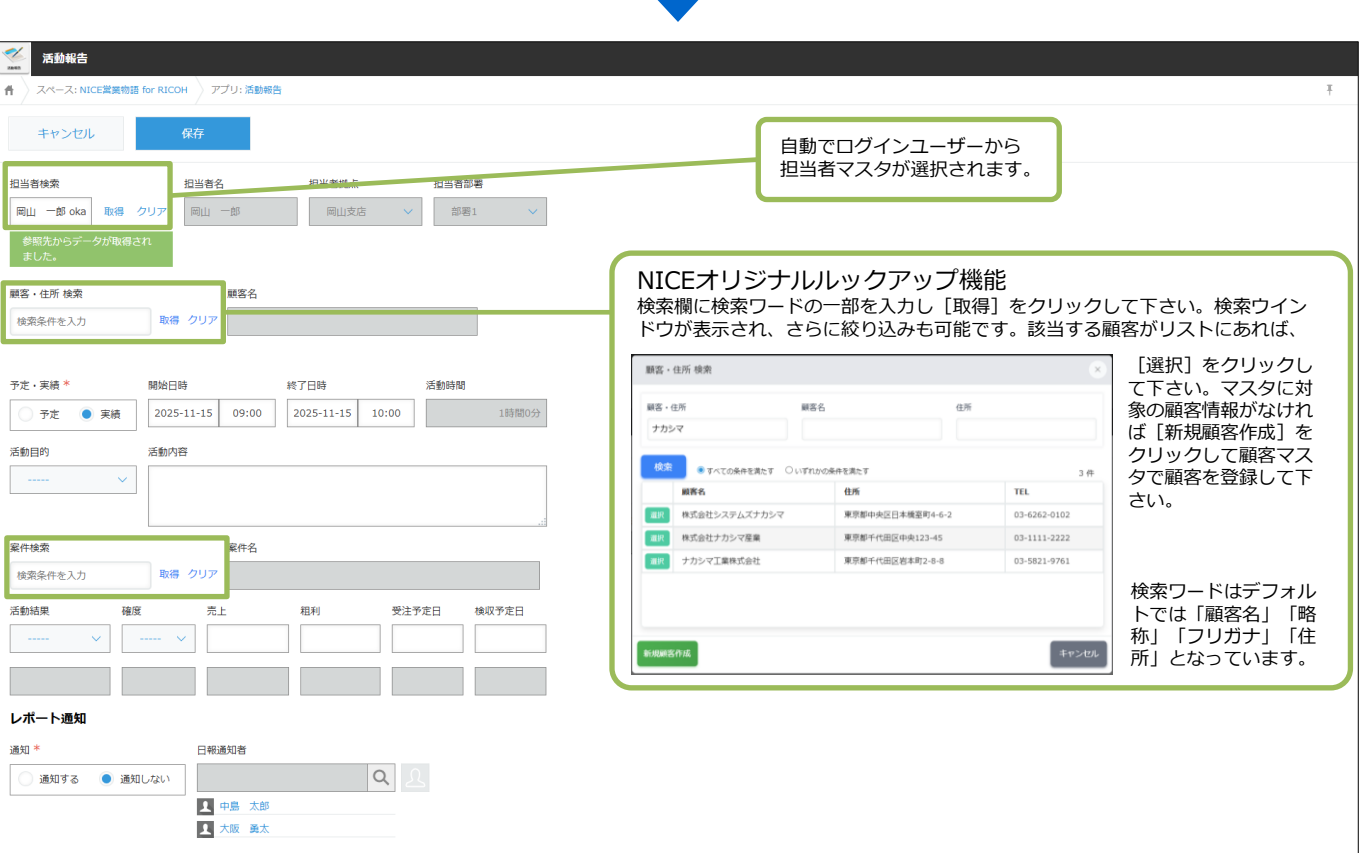 活動報告
活動報告
スペース: NICE営業物語 for RICOH アプリ: 活動報告
キャンセル 保存
自動でログインユーザーから
担当者マスタが選択されます。
担当者検索 担当者名 担当者拠点 担当者部署
岡山 一郎 oka 取得 クリア 岡山 一郎 岡山支店 部署1
参照先からデータが取得され
ました。
顧客・住所 検索 顧客名
検索条件を入力 取得 クリア
NICEオリジナルルックアップ機能
検索欄に検索ワードの一部を入力し［取得］をクリックして下さい。検索ウイン
ドウが表示され、さらに絞り込みも可能です。該当する顧客がリストにあれば、
［選択］をクリックし
て下さい。マスタに対
象の顧客情報がなけれ
ば［新規顧客作成］を
クリックして顧客マス
タで顧客を登録して下
さい。
検索ワードはデフォル
トでは「顧客名」「略
称」「フリガナ」「住
所」となっています。
顧客・住所 検索 ×
顧客・住所 顧客名 住所
ナカシマ
検索 すべての条件を満たす いずれかの条件を満たす 3 件
顧客名 住所 TEL
選択 株式会社システムズナカシマ 東京都中央区日本橋室町4-6-2 03-6262-0102
選択 株式会社ナカシマ産業 東京都千代田区中央123-45 03-1111-2222
選択 ナカシマ工業株式会社 東京都千代田区岩本町2-8-8 03-5821-9761
新規顧客作成 キャンセル
予定・実績 * 開始日時 終了日時 活動時間
予定 実績 2025-11-15 09:00 2025-11-15 10:00 1時間0分
活動目的 活動内容
-----
案件検索 案件名
検索条件を入力 取得 クリア
活動結果 確度 売上 粗利 受注予定日 検収予定日
----- -----
レポート通知
通知 * 日報通知者
通知する 通知しない
中島 太郎
大阪 勇太